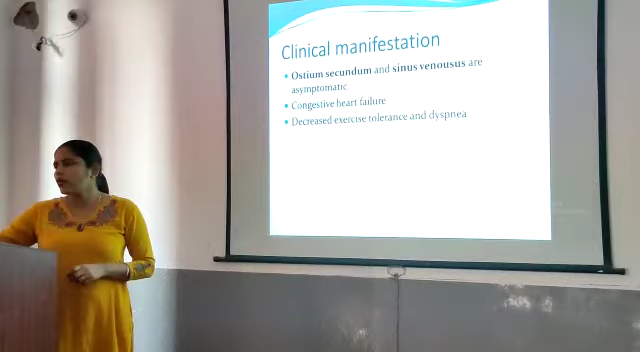 Clinical manifestation
Ostium secundum and sinus venousus are
asymptomatic
Congestive heart failure
Decreased exercise tolerance and dyspnea